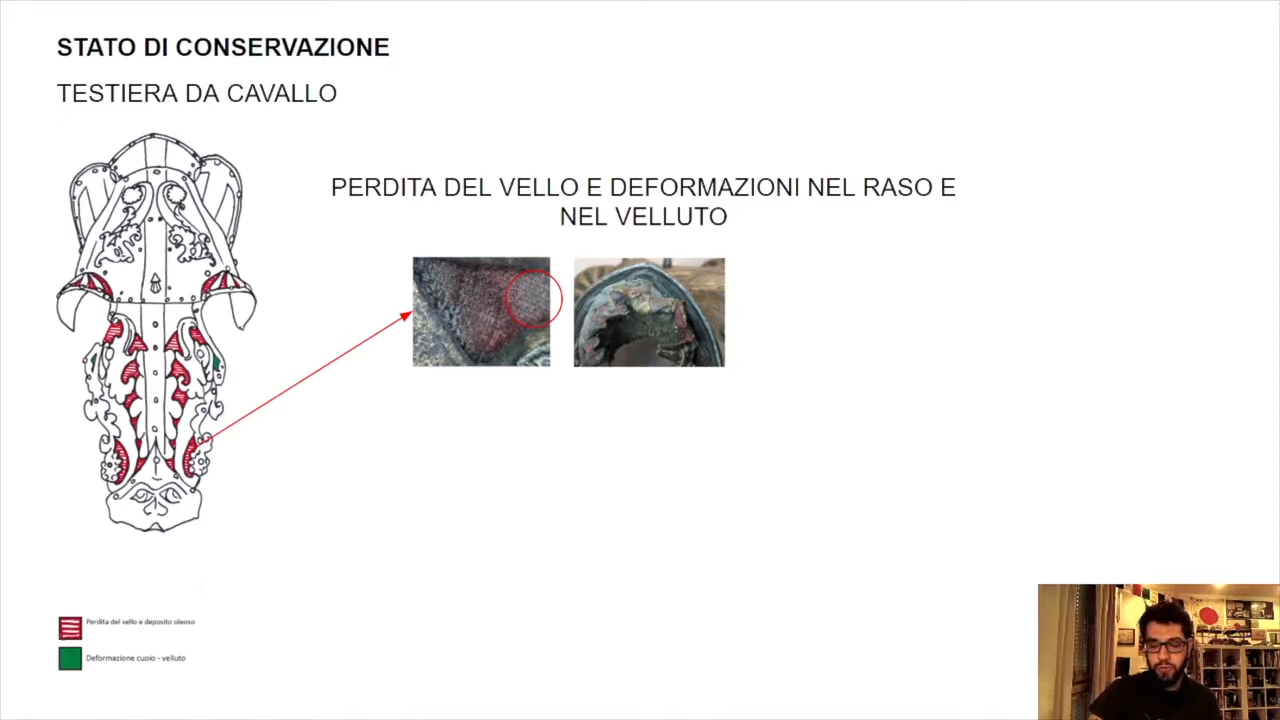 STATO DI CONSERVAZIONE
TESTIERA DA CAVALLO
PERDITA DEL VELLO E DEFORMAZIONI NEL RASO E
NEL VELLUTO
Perdita del vello e deposito oleoso
Deformazione cuoio - velluto